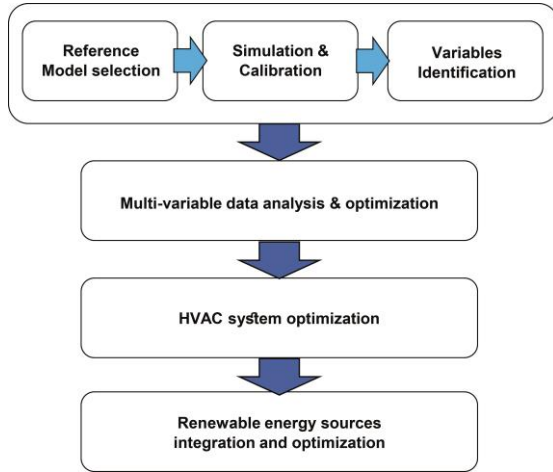 Reference
Model selection
Simulation &
Calibration
Variables
Identification
Multi-variable data analysis & optimization
HVAC system optimization
Renewable energy sources
integration and optimization